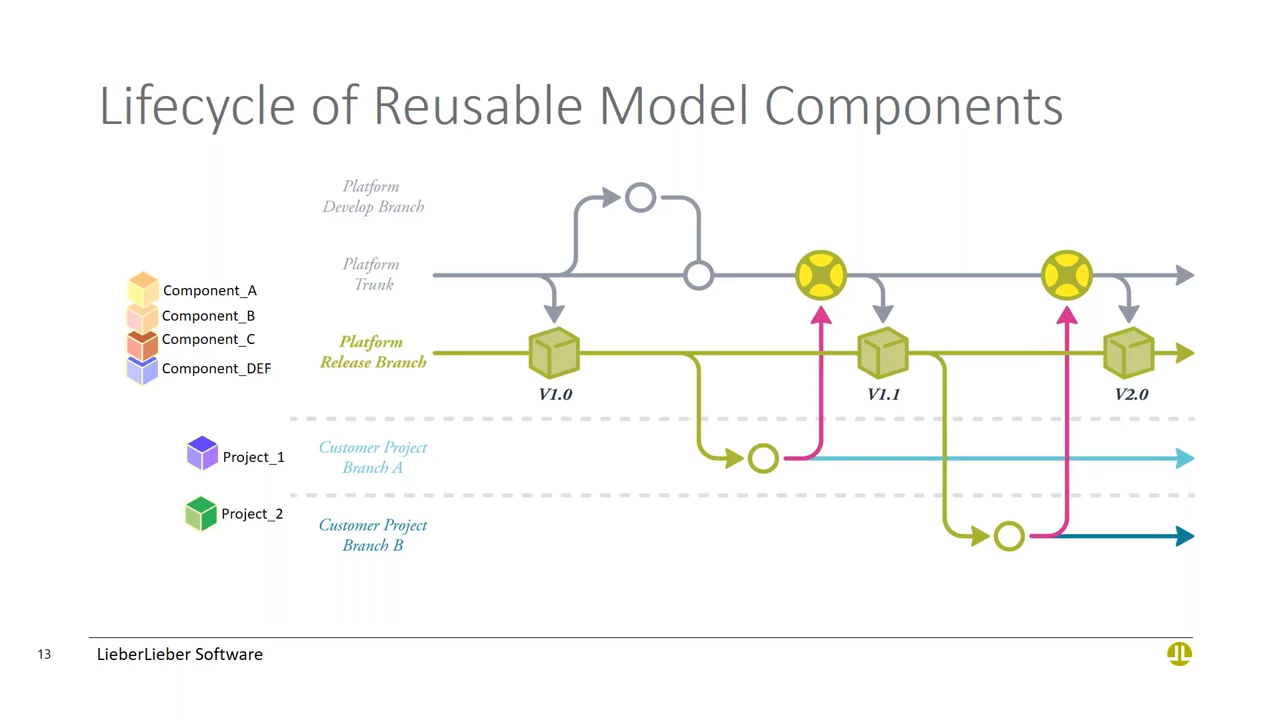 Lifecycle of Reusable Model Components
Platform
Develop Branch
Platform
Trunk
Component_A
Component_B
Component_C
Component_DEF
Platform
Release Branch
V1.0
V1.1
V2.0
Project_1
Customer Project
Branch A
Project_2
Customer Project
Branch B
13
LieberLieber Software